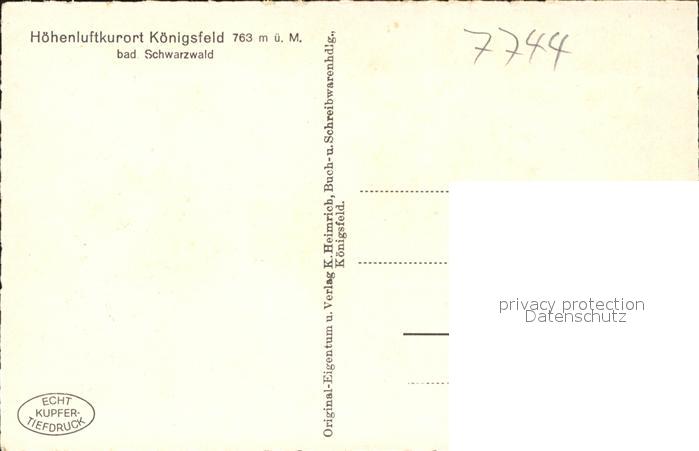 Höhenluftkurort Königsfeld 763 m ü. M.
bad. Schwarzwald
7744
Original-Eigentum u. Verlag K. Heimrich, Buch- u. Schreibwarenhdlg.,
Königsfeld.
privacy protection
Datenschutz
ECHT
KUPFER-
TIEFDRUCK